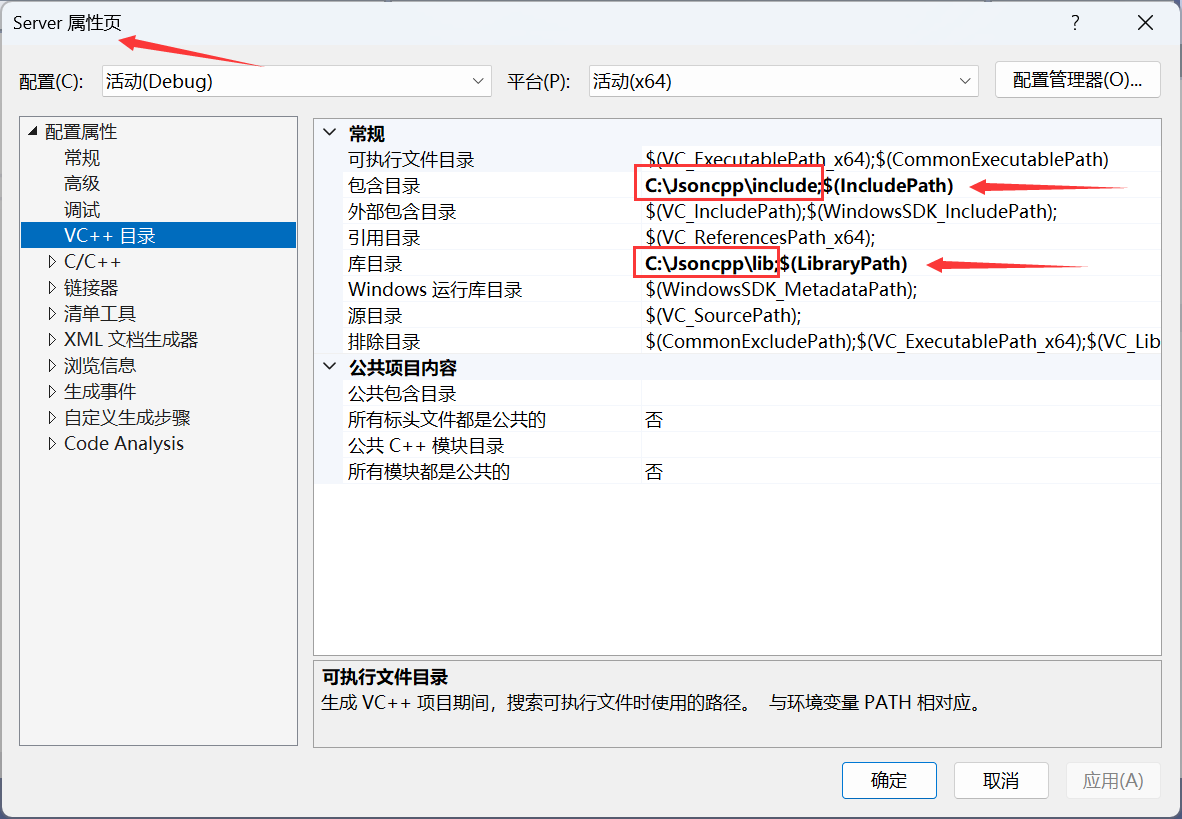 Server 属性页
配置(C): 活动(Debug) 平台(P): 活动(x64) 配置管理器(O)...
配置属性
常规
高级
调试
VC++ 目录
C/C++
链接器
清单工具
XML 文档生成器
浏览信息
生成事件
自定义生成步骤
Code Analysis
常规
可执行文件目录 $(VC_ExecutablePath_x64);$(CommonExecutablePath)
包含目录 C:\Jsoncpp\include;$(IncludePath)
外部包含目录 $(VC_IncludePath);$(WindowsSDK_IncludePath);
引用目录 $(VC_ReferencesPath_x64);
库目录 C:\Jsoncpp\lib;$(LibraryPath)
Windows 运行库目录 $(WindowsSDK_MetadataPath);
源目录 $(VC_SourcePath);
排除目录 $(CommonExcludePath);$(VC_ExecutablePath_x64);$(VC_Lib
公共项目内容
公共包含目录
所有标头文件都是公共的 否
公共 C++ 模块目录
所有模块都是公共的 否
可执行文件目录
生成 VC++ 项目期间，搜索可执行文件时使用的路径。 与环境变量 PATH 相对应。
确定 取消 应用(A)